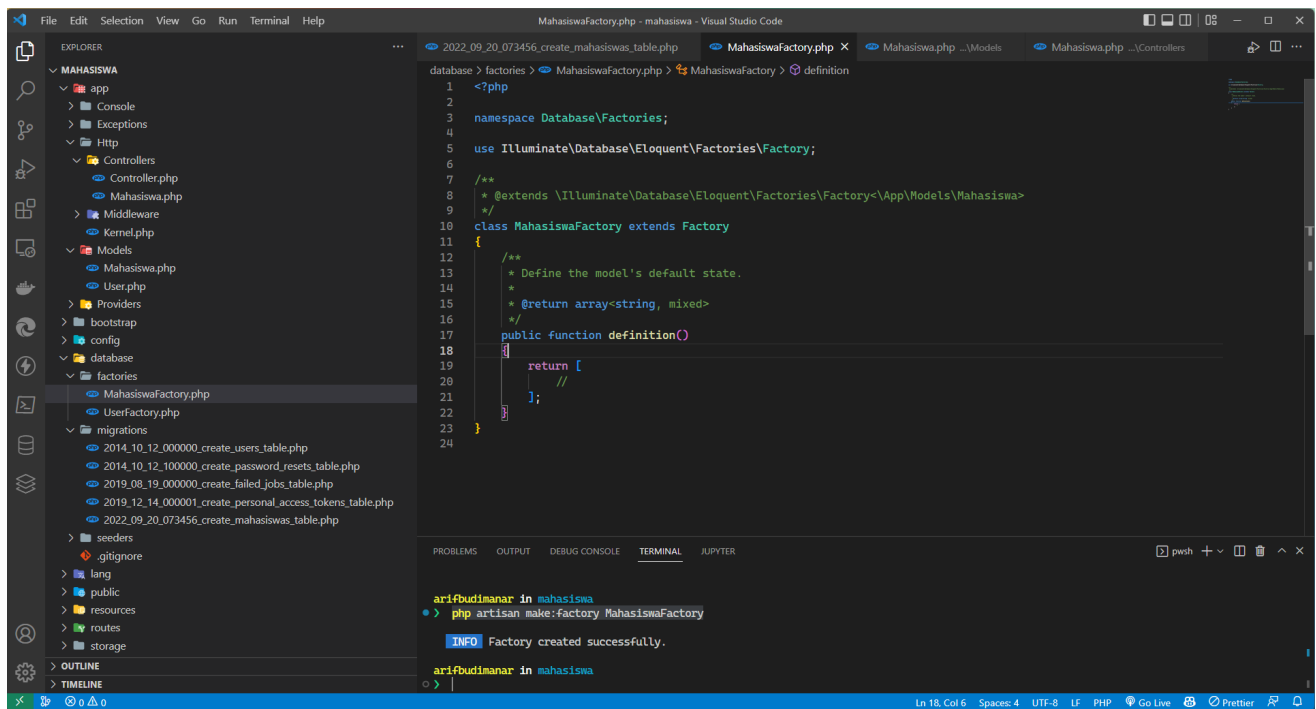 File Edit Selection View Go Run Terminal Help
MahasiswaFactory.php - mahasiswa - Visual Studio Code
EXPLORER
MAHASISWA
app
Console
Exceptions
Http
Controllers
Controller.php
Mahasiswa.php
Middleware
Kernel.php
Models
Mahasiswa.php
User.php
Providers
bootstrap
config
database
factories
MahasiswaFactory.php
UserFactory.php
migrations
2014_10_12_000000_create_users_table.php
2014_10_12_100000_create_password_resets_table.php
2019_08_19_000000_create_failed_jobs_table.php
2019_12_14_000001_create_personal_access_tokens_table.php
2022_09_20_073456_create_mahasiswas_table.php
seeders
.gitignore
lang
public
resources
routes
storage
OUTLINE
TIMELINE
2022_09_20_073456_create_mahasiswas_table.php MahasiswaFactory.php Mahasiswa.php ...\Models Mahasiswa.php ...\Controllers
database > factories > MahasiswaFactory.php > MahasiswaFactory > definition
1 <?php
2
3 namespace Database\Factories;
4
5 use Illuminate\Database\Eloquent\Factories\Factory;
6
7 /**
8 * @extends \Illuminate\Database\Eloquent\Factories\Factory<\App\Models\Mahasiswa>
9 */
10 class MahasiswaFactory extends Factory
11 {
12 /**
13 * Define the model's default state.
14 *
15 * @return array<string, mixed>
16 */
17 public function definition()
18 {
19 return [
20 //
21 ];
22 }
23 }
24
PROBLEMS OUTPUT DEBUG CONSOLE TERMINAL JUPYTER
pwsh
arifbudimanar in mahasiswa
> php artisan make:factory MahasiswaFactory
INFO Factory created successfully.
arifbudimanar in mahasiswa
>
0 0
Ln 18, Col 6 Spaces: 4 UTF-8 LF PHP Go Live Prettier